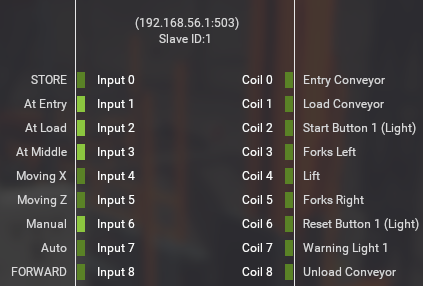 (192.168.56.1:503)
Slave ID:1
STORE Input 0 Coil 0 Entry Conveyor
At Entry Input 1 Coil 1 Load Conveyor
At Load Input 2 Coil 2 Start Button 1 (Light)
At Middle Input 3 Coil 3 Forks Left
Moving X Input 4 Coil 4 Lift
Moving Z Input 5 Coil 5 Forks Right
Manual Input 6 Coil 6 Reset Button 1 (Light)
Auto Input 7 Coil 7 Warning Light 1
FORWARD Input 8 Coil 8 Unload Conveyor